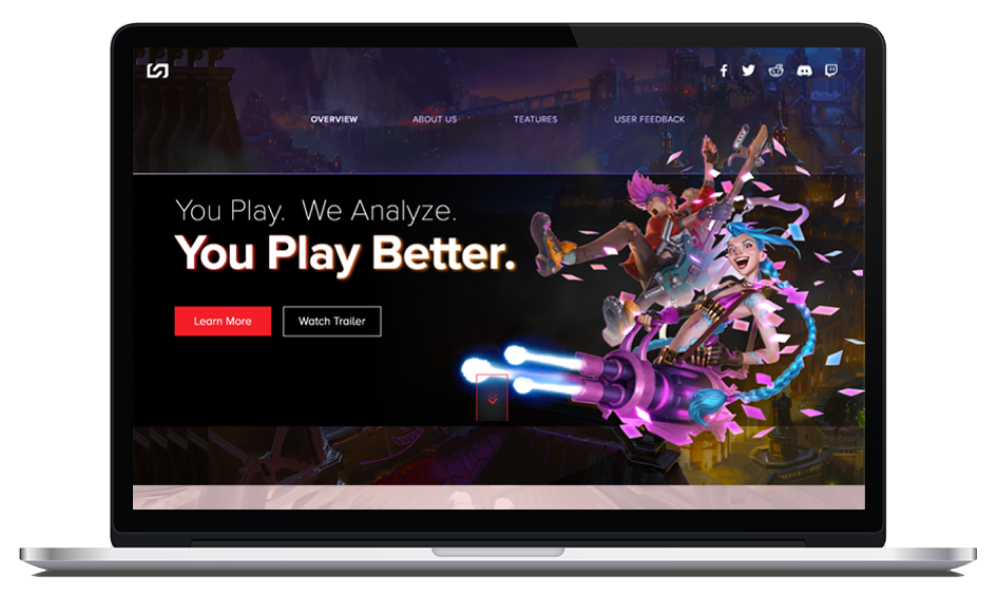 OVERVIEW ABOUT US TEATURES USER FEEDBACK
You Play. We Analyze.
You Play Better.
Learn More Watch Trailer